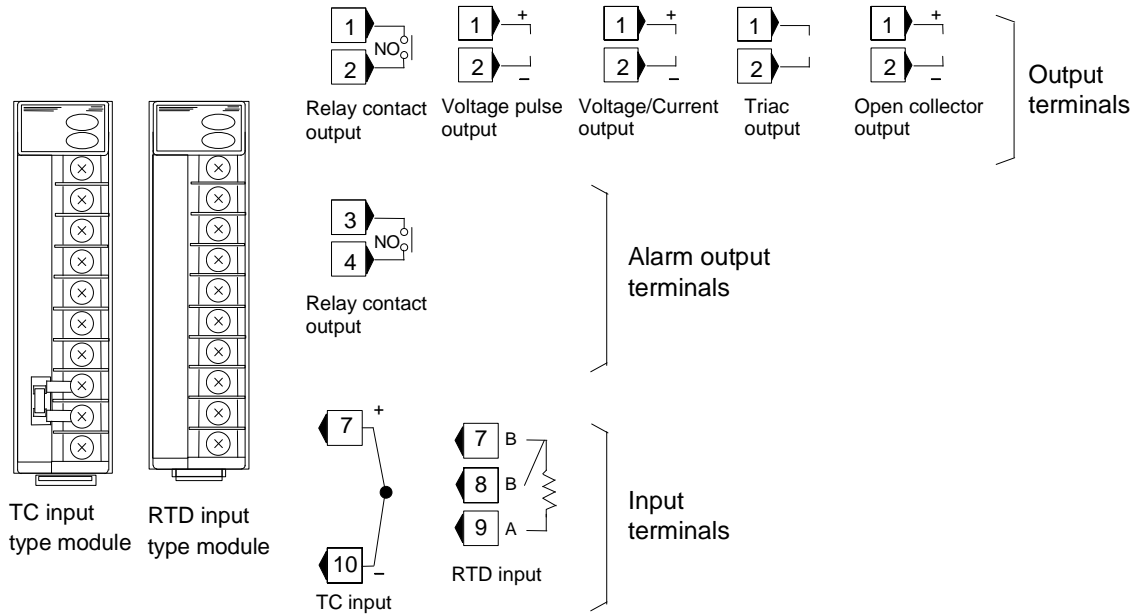 1
2
NO
Relay contact
output
1
2
+
–
Voltage pulse
output
1
2
+
–
Voltage/Current
output
1
2
Triac
output
1
2
+
–
Open collector
output
Output
terminals
3
4
NO
Relay contact
output
Alarm output
terminals
TC input
type module
RTD input
type module
7
+
10
–
TC input
7 B
8 B
9 A
RTD input
Input
terminals